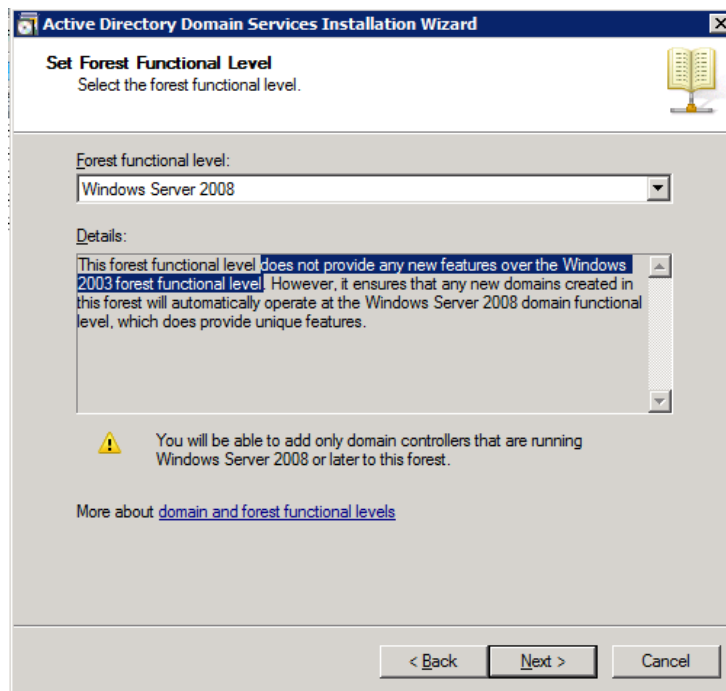 Active Directory Domain Services Installation Wizard
Set Forest Functional Level
Select the forest functional level.
Forest functional level:
Windows Server 2008
Details:
This forest functional level does not provide any new features over the Windows
2003 forest functional level. However, it ensures that any new domains created in
this forest will automatically operate at the Windows Server 2008 domain functional
level, which does provide unique features.
You will be able to add only domain controllers that are running
Windows Server 2008 or later to this forest.
More about domain and forest functional levels
< Back Next > Cancel